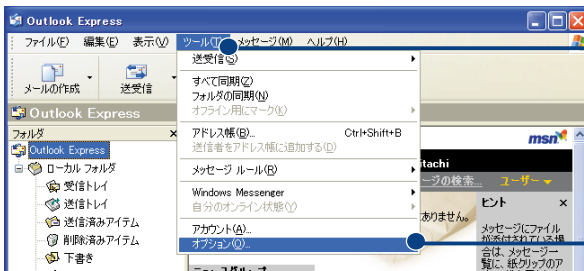 Outlook Express
ファイル(F) 編集(E) 表示(V) ツール(T) メッセージ(M) ヘルプ(H)
メールの作成 送受信
送受信(S)
すべて同期(Z)
フォルダの同期(N)
オフライン用にマーク(K)
アドレス帳(B)... Ctrl+Shift+B
送信者をアドレス帳に追加する(D)
メッセージ ルール(R)
Windows Messenger
自分のオンライン状態(Y)
アカウント(A)...
オプション(O)...
Outlook Express
フォルダ ×
Outlook Express
ローカル フォルダ
受信トレイ
送信トレイ
送信済みアイテム
削除済みアイテム
下書き
msn
itachi
ージの検索... ユーザー
ありません。
ヒント ×
メッセージにファイル
が添付されている場
合は、メッセージ一
覧に、紙クリップのア